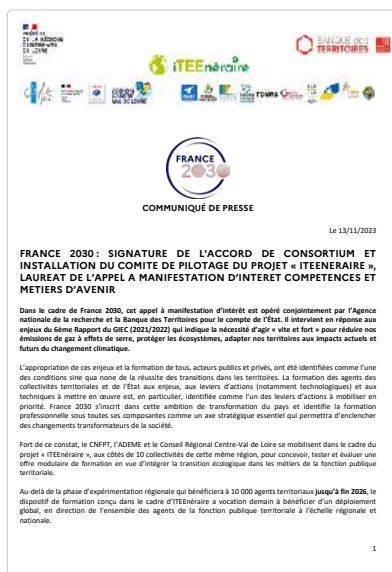 PRÉFET
DE LA RÉGION
CENTRE-VAL
DE LOIRE
iTEEnéraire
BANQUE des
TERRITOIRES
TOURS
FRANCE
2030
COMMUNIQUÉ DE PRESSE
Le 13/11/2023
FRANCE 2030 : SIGNATURE DE L'ACCORD DE CONSORTIUM ET
INSTALLATION DU COMITE DE PILOTAGE DU PROJET « ITEENERAIRE »,
LAUREAT DE L'APPEL A MANIFESTATION D'INTERET COMPETENCES ET
METIERS D'AVENIR
Dans le cadre de France 2030, cet appel à manifestation d'intérêt est opéré conjointement par l'Agence
nationale de la recherche et la Banque des Territoires pour le compte de l'État. Il intervient en réponse aux
enjeux du 6ème Rapport du GIEC (2021/2022) qui indique la nécessité d'agir « vite et fort » pour réduire nos
émissions de gaz à effets de serre, protéger les écosystèmes, adapter nos territoires aux impacts actuels et
futurs du changement climatique.
L'appropriation de ces enjeux et la formation de tous, acteurs publics et privés, ont été identifiées comme l'une
des conditions sine qua none de la réussite des transitions dans les territoires. La formation des agents des
collectivités territoriales et de l'État aux enjeux, aux leviers d'actions (notamment technologiques) et aux
techniques à mettre en œuvre est, en particulier, identifiée comme l'un des leviers d'actions à mobiliser en
priorité. France 2030 s'inscrit dans cette ambition de transformation du pays et identifie la formation
professionnelle sous toutes ses composantes comme un axe stratégique essentiel qui permettra d'enclencher
des changements transformateurs de la société.
Fort de ce constat, le CNFPT, l'ADEME et le Conseil Régional Centre-Val de Loire se mobilisent dans le cadre du
projet « ITEEnéraire », aux côtés de 10 collectivités de cette même région, pour concevoir, tester et évaluer une
offre modulaire de formation en vue d'intégrer la transition écologique dans les métiers de la fonction publique
territoriale.
Au-delà de la phase d'expérimentation régionale qui bénéficiera à 10 000 agents territoriaux jusqu'à fin 2026, le
dispositif de formation conçu dans le cadre d'ITEEnéraire a vocation demain à bénéficier d'un déploiement
global, en direction de l'ensemble des agents de la fonction publique territoriale à l'échelle régionale et
nationale.
1